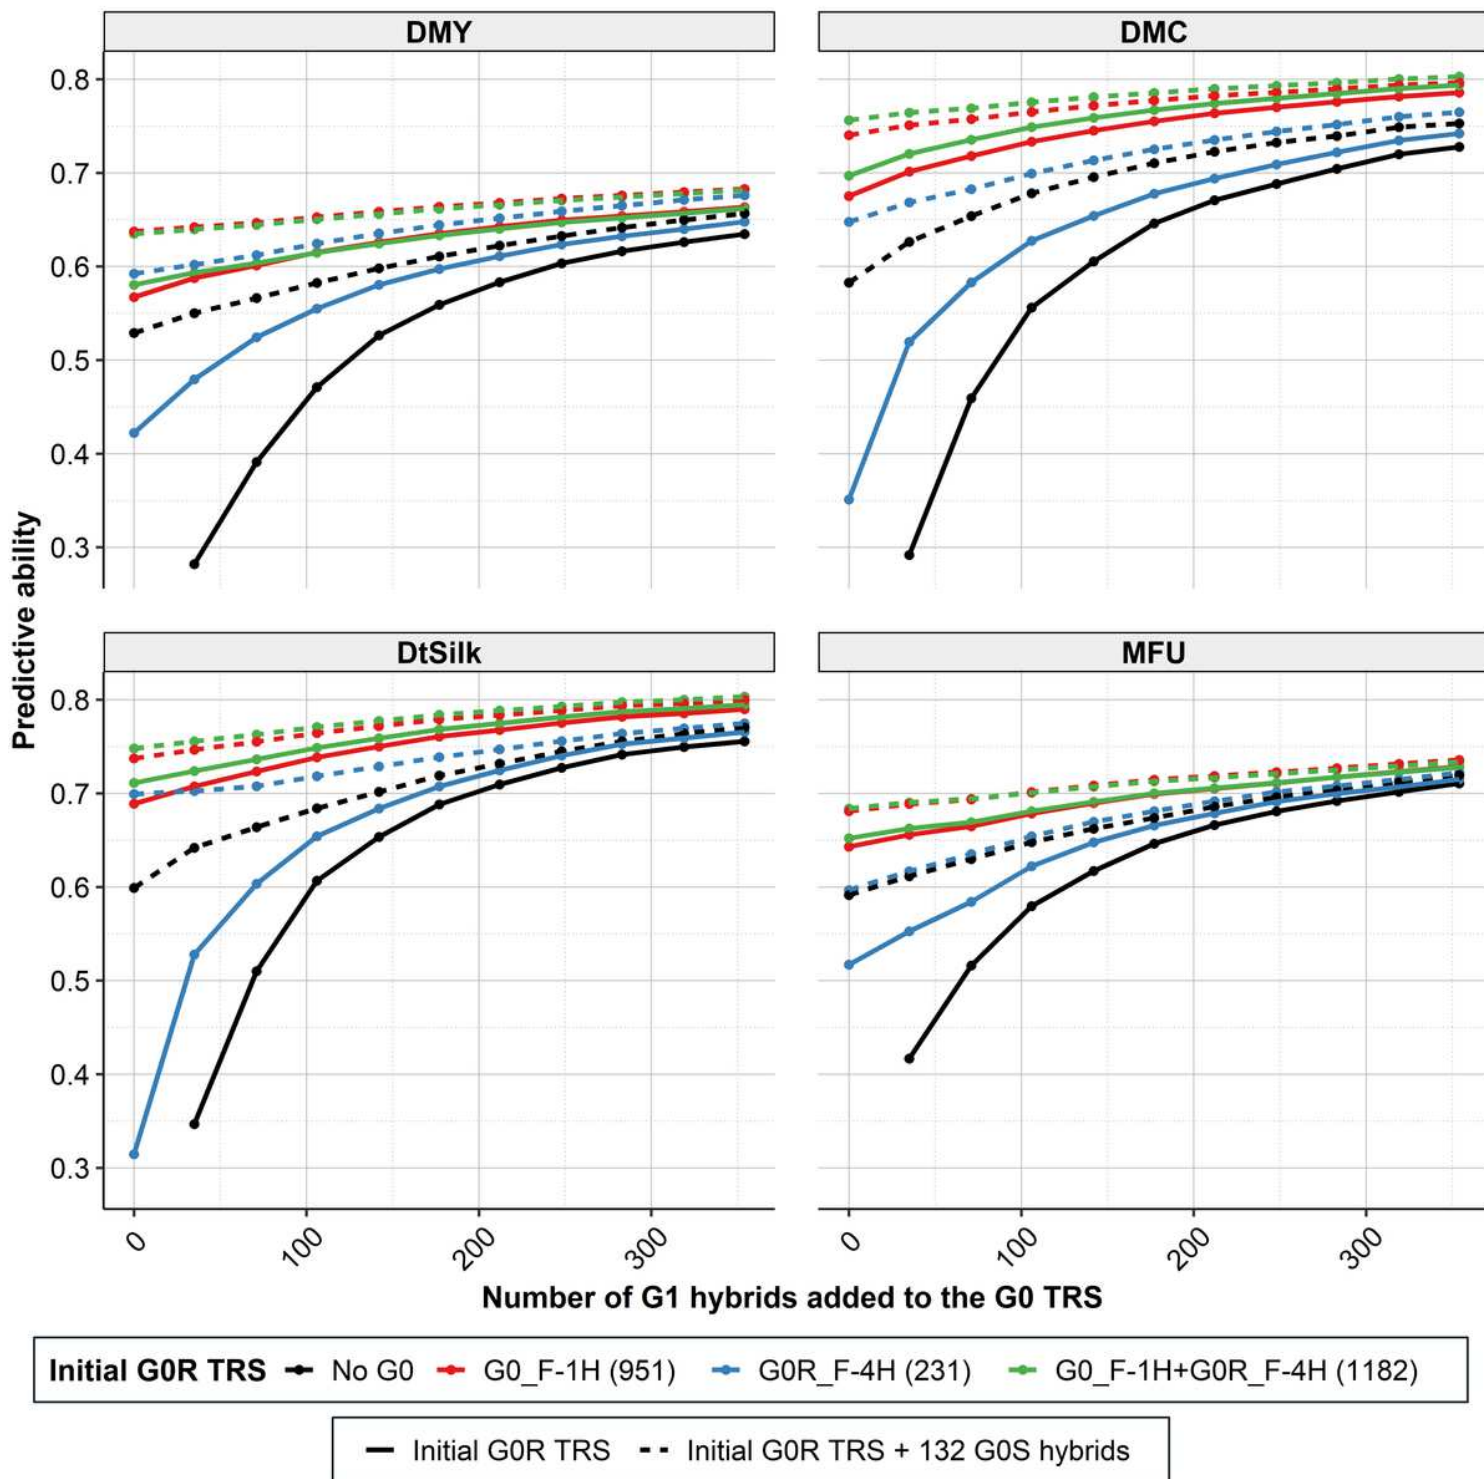 DMY
DMC
0.8
0.7
0.6
0.5
0.4
0.3
DtSilk
MFU
0.8
0.7
0.6
0.5
0.4
0.3
Predictive ability
0 100 200 300
0 100 200 300
Number of G1 hybrids added to the G0 TRS
Initial G0R TRS No G0 G0_F-1H (951) G0R_F-4H (231) G0_F-1H+G0R_F-4H (1182)
Initial G0R TRS Initial G0R TRS + 132 G0S hybrids